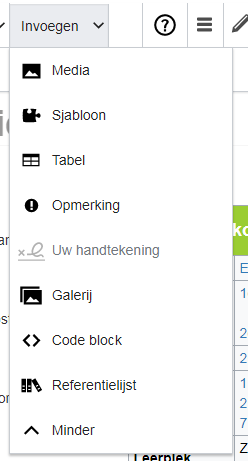 Invoegen
Media
Sjabloon
Tabel
Opmerking
Uw handtekening
Galerij
Code block
Referentielijst
Minder